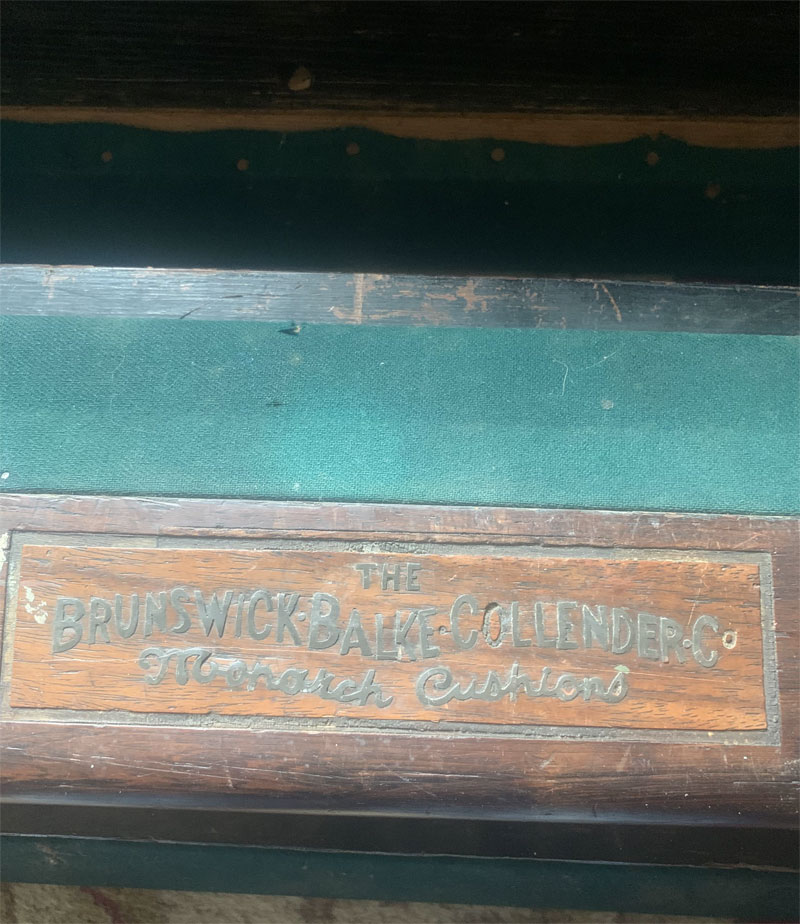 THE
BRUNSWICK·BALKE·COLLENDER·Co
Monarch Cushions